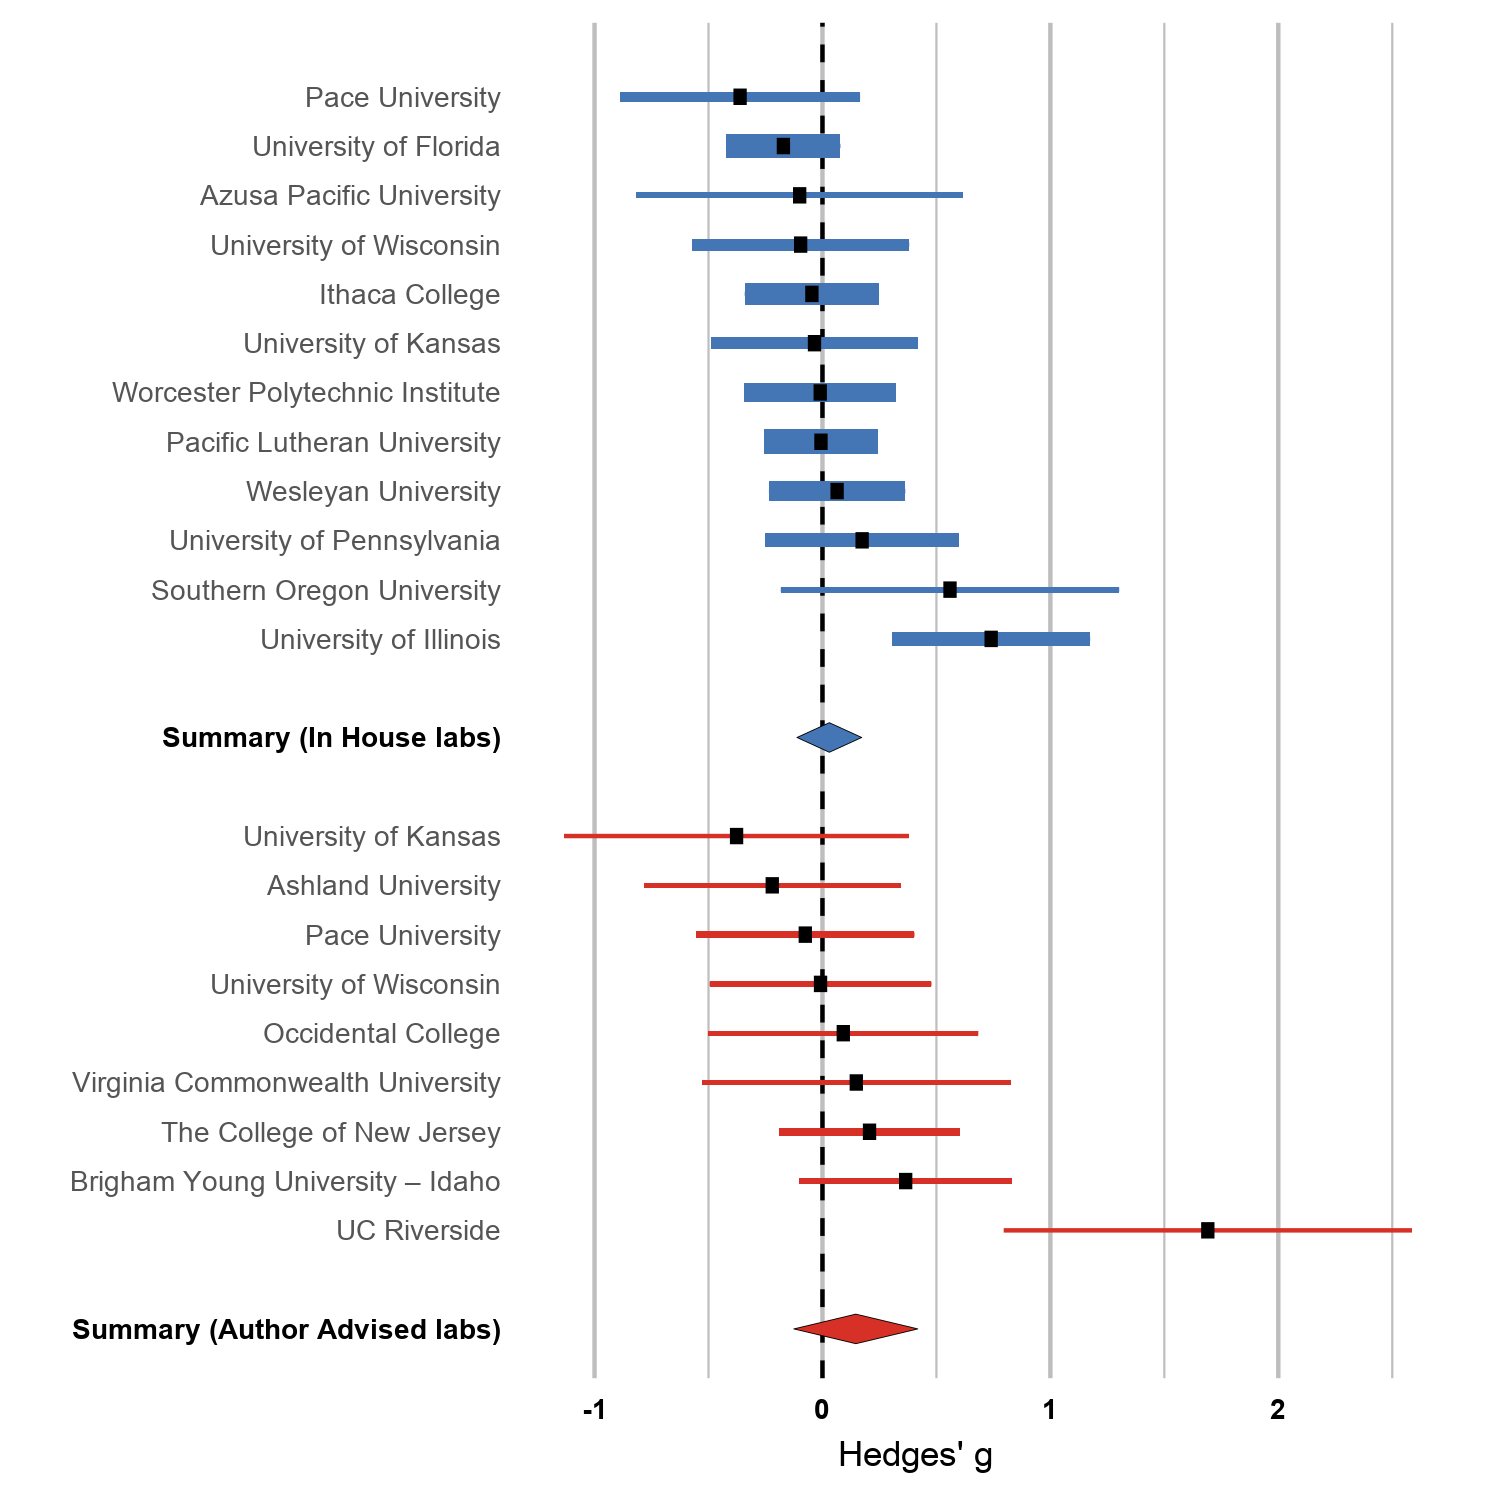 Pace University
University of Florida
Azusa Pacific University
University of Wisconsin
Ithaca College
University of Kansas
Worcester Polytechnic Institute
Pacific Lutheran University
Wesleyan University
University of Pennsylvania
Southern Oregon University
University of Illinois
Summary (In House labs)
University of Kansas
Ashland University
Pace University
University of Wisconsin
Occidental College
Virginia Commonwealth University
The College of New Jersey
Brigham Young University – Idaho
UC Riverside
Summary (Author Advised labs)
-1 0 1 2
Hedges' g